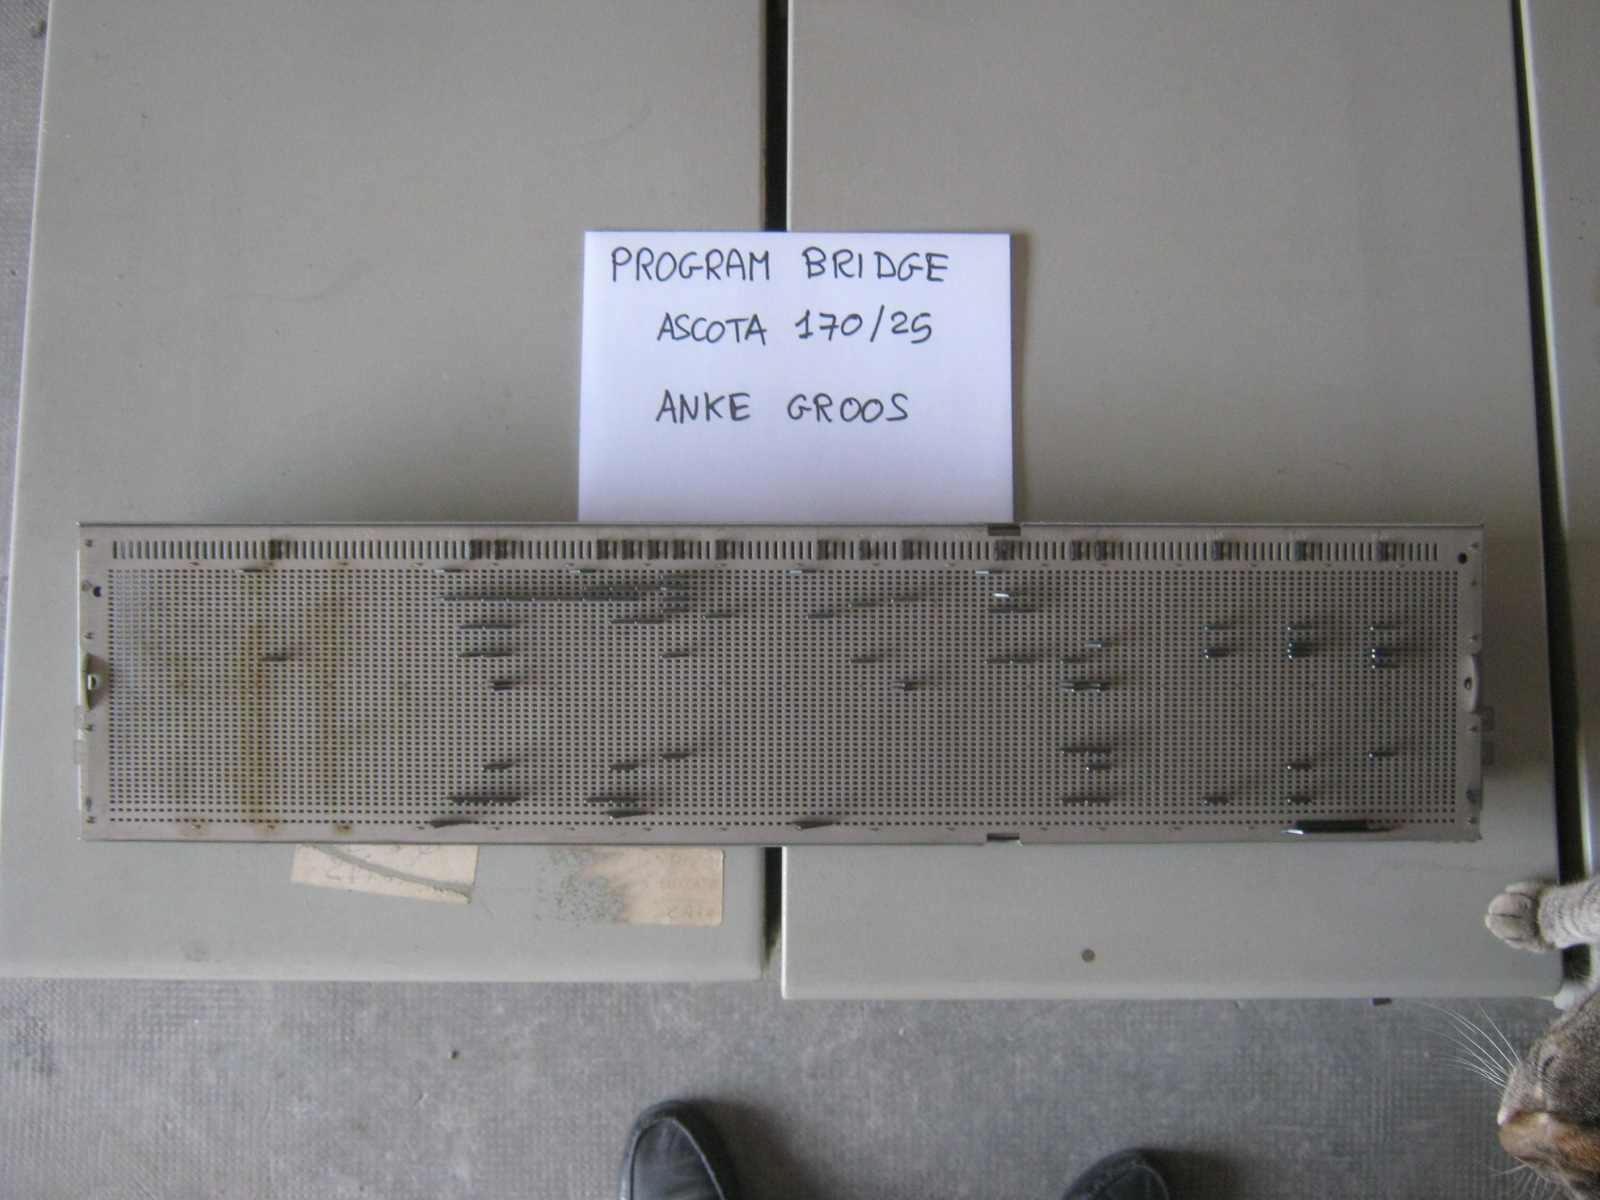 PROGRAM BRIDGE
ASCOTA 170/25
ANKE GROOS